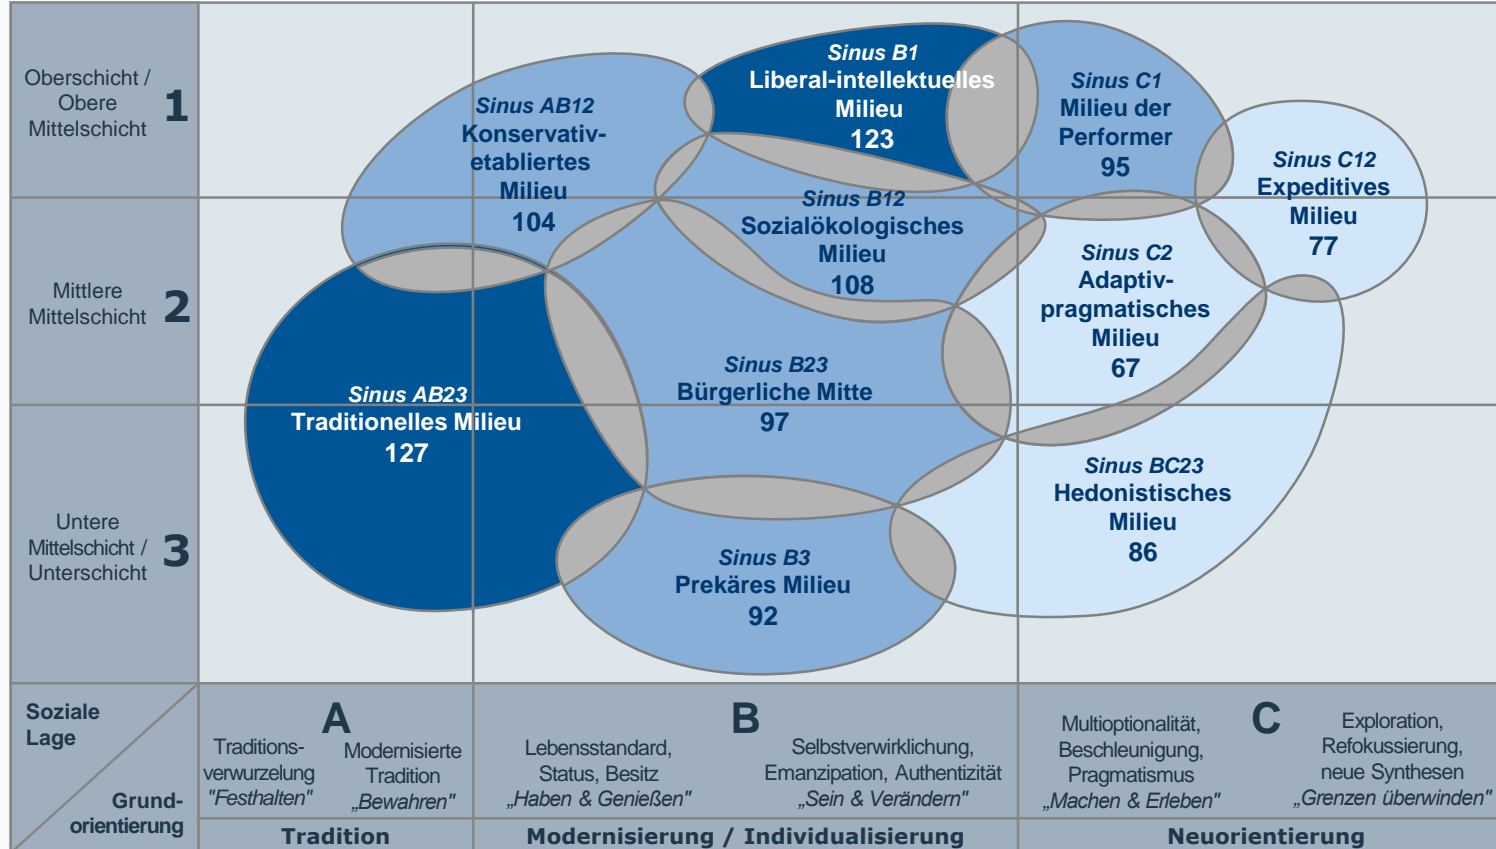 Oberschicht /
Obere
Mittelschicht
1
Sinus AB12
Konservativ-
etabliertes
Milieu
104
Sinus B1
Liberal-intellektuelles
Milieu
123
Sinus C1
Milieu der
Performer
95
Sinus C12
Expeditives
Milieu
77
Mittlere
Mittelschicht
2
Sinus B12
Sozialökologisches
Milieu
108
Sinus C2
Adaptiv-
pragmatisches
Milieu
67
Sinus AB23
Traditionelles Milieu
127
Sinus B23
Bürgerliche Mitte
97
Untere
Mittelschicht /
Unterschicht
3
Sinus B3
Prekäres Milieu
92
Sinus BC23
Hedonistisches
Milieu
86
Soziale
Lage
Grund-
orientierung
A
Traditions-
verwurzelung
"Festhalten"
Modernisierte
Tradition
„Bewahren"
B
Lebensstandard,
Status, Besitz
„Haben & Genießen"
Selbstverwirklichung,
Emanzipation, Authentizität
„Sein & Verändern"
C
Multioptionalität,
Beschleunigung,
Pragmatismus
„Machen & Erleben"
Exploration,
Refokussierung,
neue Synthesen
„Grenzen überwinden"
Tradition
Modernisierung / Individualisierung
Neuorientierung